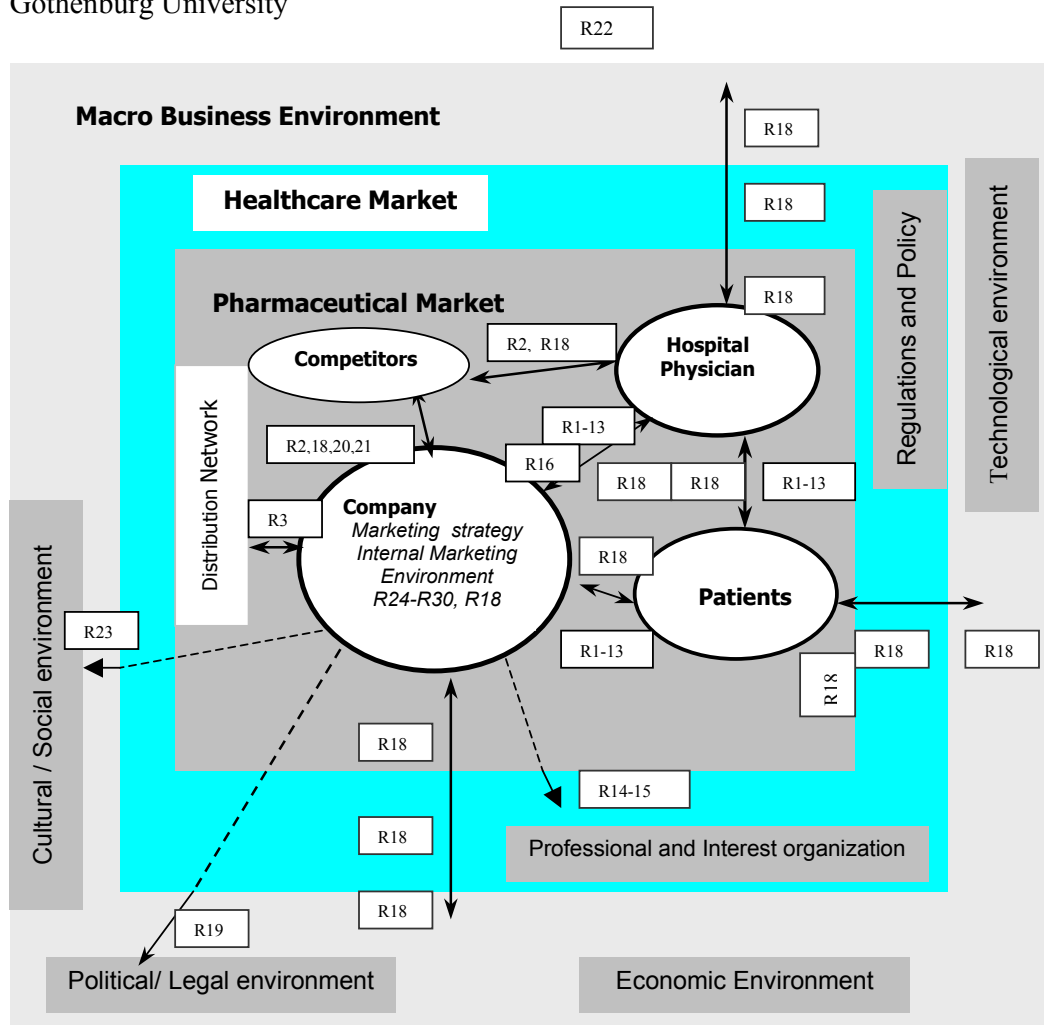 Gothenburg University
R22
Macro Business Environment
R18
Healthcare Market
R18
Regulations and Policy
Technological environment
Pharmaceutical Market
R18
Competitors
R2, R18
Hospital
Physician
Distribution Network
R2,18,20,21
R1-13
R16
R18
R18
R1-13
Company
Marketing strategy
Internal Marketing
Environment
R24-R30, R18
R3
R18
Patients
Cultural / Social environment
R23
R1-13
R18
R18
R18
R18
R14-15
R18
Professional and Interest organization
R18
R19
Political/ Legal environment
Economic Environment